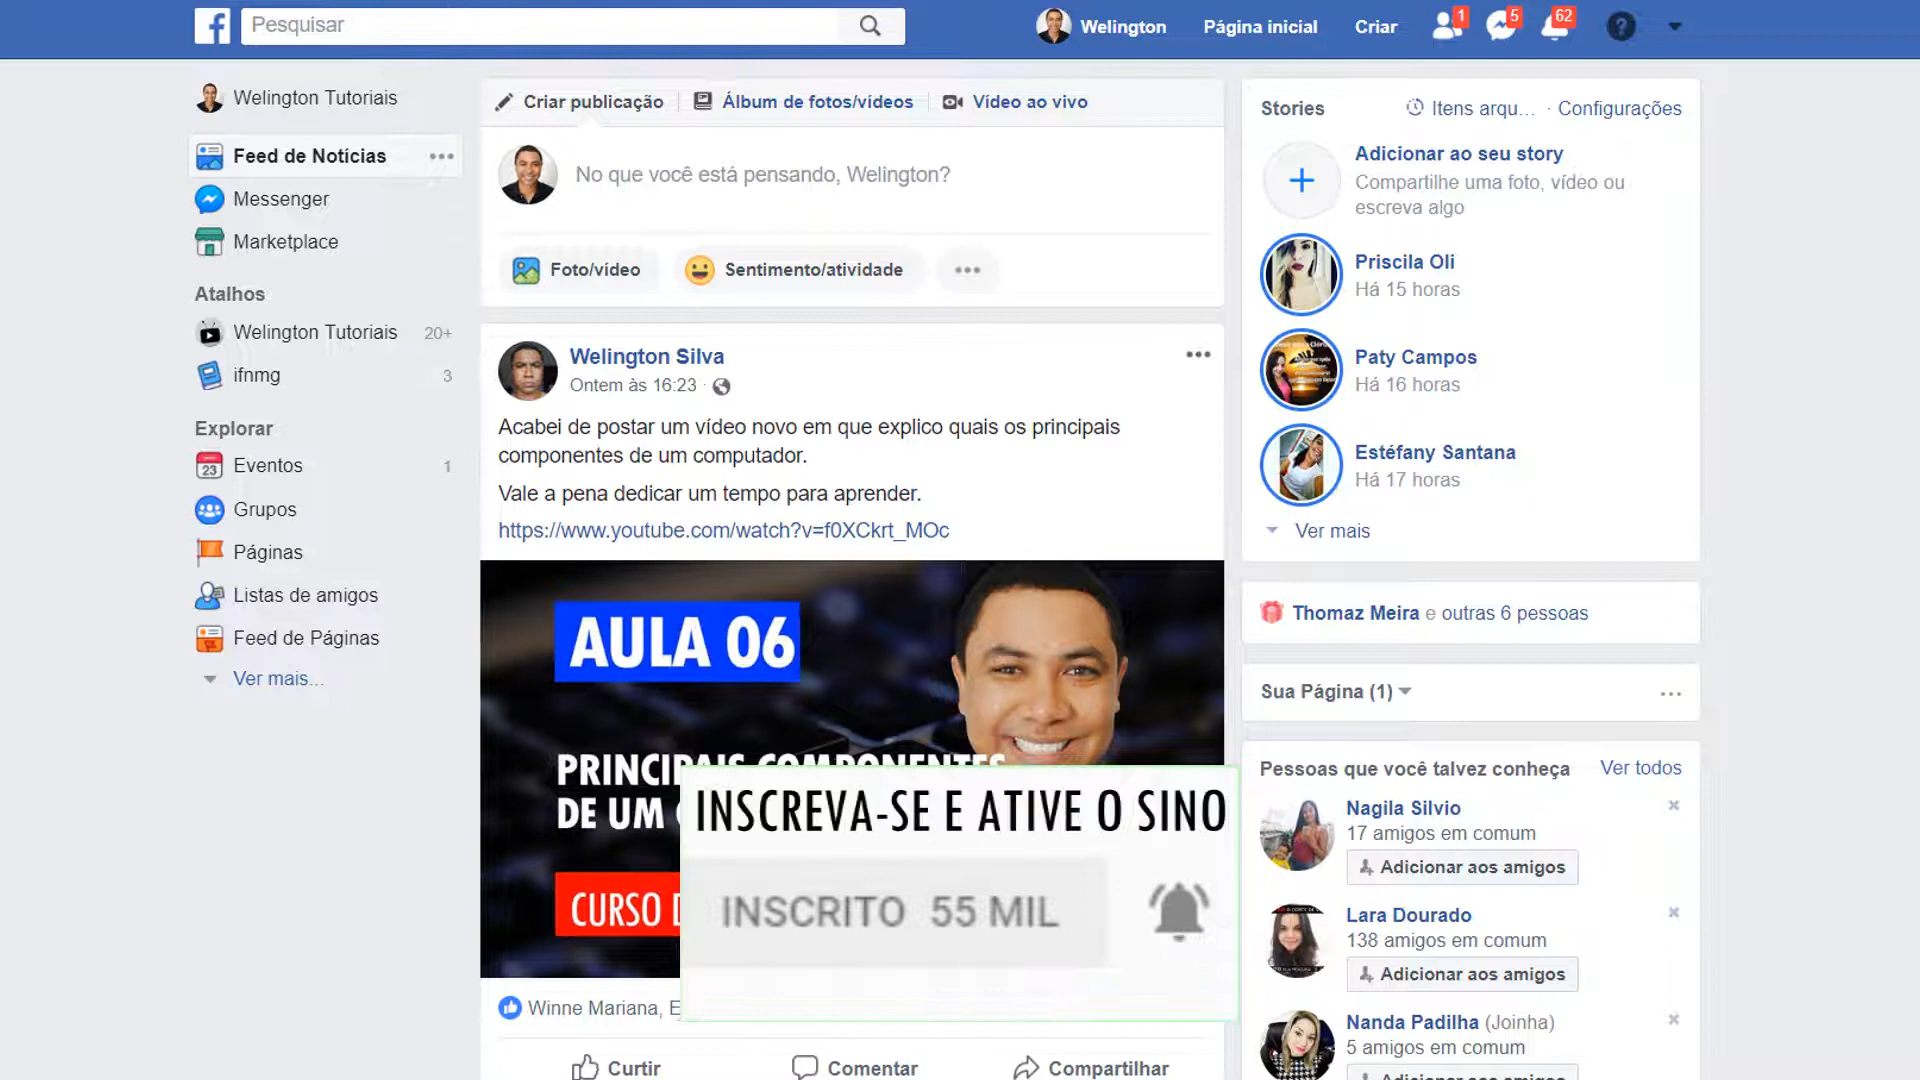 Pesquisar
Welington
Página inicial
Criar
1
5
62
?
Welington Tutoriais
Feed de Notícias
Messenger
Marketplace
Atalhos
Welington Tutoriais 20+
ifnmg 3
Explorar
23
Eventos 1
Grupos
Páginas
Listas de amigos
Feed de Páginas
Ver mais...
Criar publicação
Álbum de fotos/vídeos
Vídeo ao vivo
No que você está pensando, Welington?
Foto/vídeo
Sentimento/atividade
Welington Silva
Ontem às 16:23 ·
Acabei de postar um vídeo novo em que explico quais os principais
componentes de um computador.
Vale a pena dedicar um tempo para aprender.
https://www.youtube.com/watch?v=f0XCkrt_MOc
AULA 06
PRINCIPAIS COMPONENTES
DE UM
CURSO
INSCREVA-SE E ATIVE O SINO
INSCRITO 55 MIL
Winne Mariana, E
Curtir
Comentar
Compartilhar
Stories
Itens arqu... · Configurações
Adicionar ao seu story
Compartilhe uma foto, vídeo ou
escreva algo
Priscila Oli
Há 15 horas
Paty Campos
Há 16 horas
Estéfany Santana
Há 17 horas
Ver mais
Thomaz Meira e outras 6 pessoas
Sua Página (1)
Pessoas que você talvez conheça
Ver todos
Nagila Silvio
17 amigos em comum
Adicionar aos amigos
Lara Dourado
138 amigos em comum
Adicionar aos amigos
Nanda Padilha (Joinha)
5 amigos em comum
Adicionar aos amigos